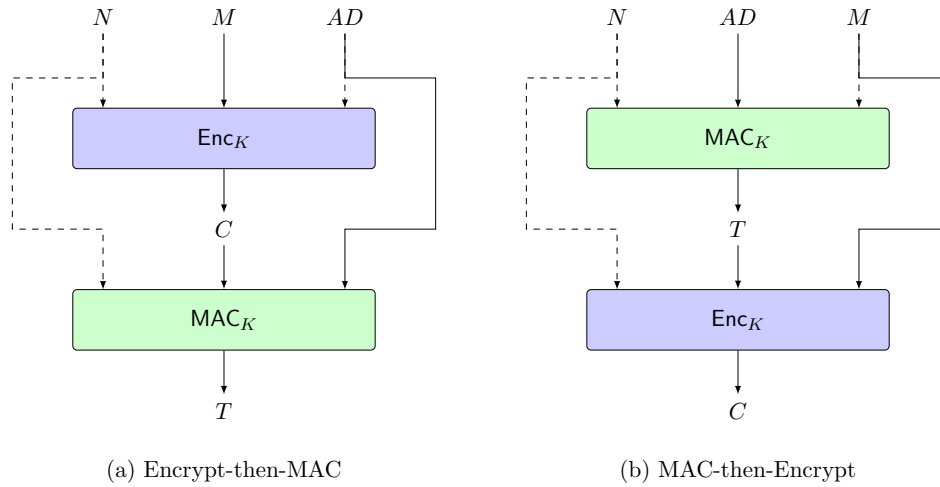 N M AD
Enc_K
C
MAC_K
T
(a) Encrypt-then-MAC
N AD M
MAC_K
T
Enc_K
C
(b) MAC-then-Encrypt